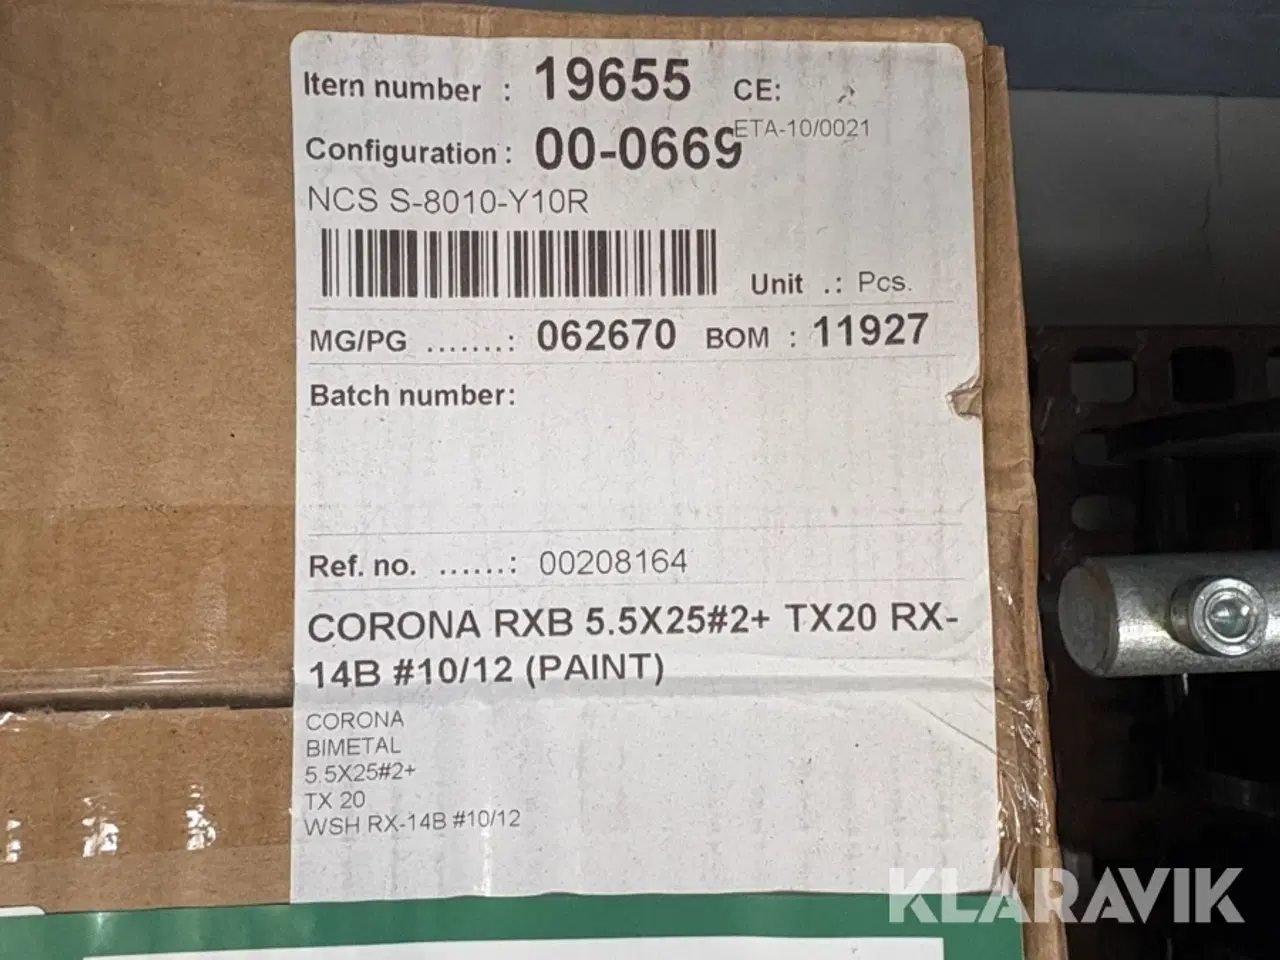 Item number : 19655 CE:
ETA-10/0021
Configuration : 00-0669
NCS S-8010-Y10R
Unit .: Pcs.
MG/PG .......: 062670 BOM : 11927
Batch number:
Ref. no. ......: 00208164
CORONA RXB 5.5X25#2+ TX20 RX-
14B #10/12 (PAINT)
CORONA
BIMETAL
5.5X25#2+
TX 20
WSH RX-14B #10/12
KLARAVIK